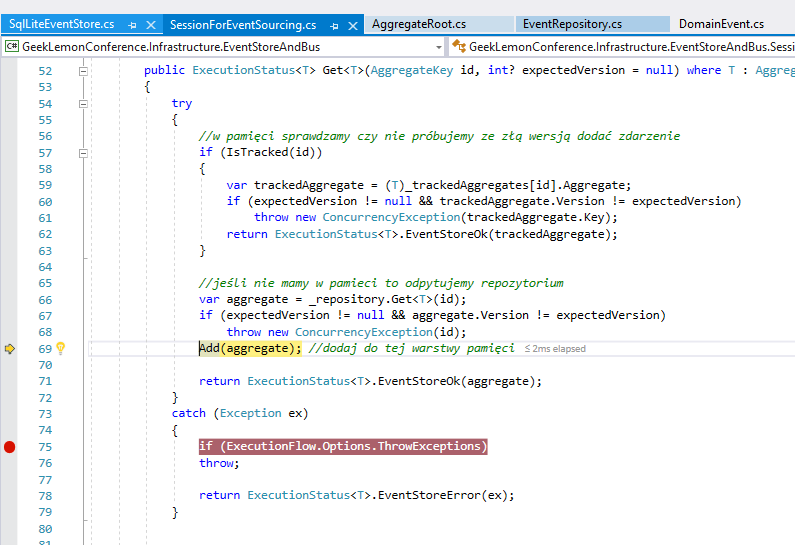 SqlLiteEventStore.cs SessionForEventSourcing.cs AggregateRoot.cs EventRepository.cs DomainEvent.cs
C# GeekLemonConference.Infrastructure.EventStoreAndBus GeekLemonConference.Infrastructure.EventStoreAndBus.Sessi
52 public ExecutionStatus<T> Get<T>(AggregateKey id, int? expectedVersion = null) where T : Aggreg
53 {
54 try
55 {
56 //w pamięci sprawdzamy czy nie próbujemy ze złą wersją dodać zdarzenie
57 if (IsTracked(id))
58 {
59 var trackedAggregate = (T)_trackedAggregates[id].Aggregate;
60 if (expectedVersion != null && trackedAggregate.Version != expectedVersion)
61 throw new ConcurrencyException(trackedAggregate.Key);
62 return ExecutionStatus<T>.EventStoreOk(trackedAggregate);
63 }
64
65 //jeśli nie mamy w pamieci to odpytujemy repozytorium
66 var aggregate = _repository.Get<T>(id);
67 if (expectedVersion != null && aggregate.Version != expectedVersion)
68 throw new ConcurrencyException(id);
69 Add(aggregate); //dodaj do tej warstwy pamięci ≤ 2ms elapsed
70
71 return ExecutionStatus<T>.EventStoreOk(aggregate);
72 }
73 catch (Exception ex)
74 {
75 if (ExecutionFlow.Options.ThrowExceptions)
76 throw;
77
78 return ExecutionStatus<T>.EventStoreError(ex);
79 }
80